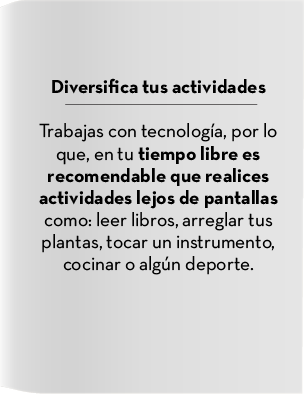 Diversifica tus actividades
Trabajas con tecnología, por lo
que, en tu tiempo libre es
recomendable que realices
actividades lejos de pantallas
como: leer libros, arreglar tus
plantas, tocar un instrumento,
cocinar o algún deporte.